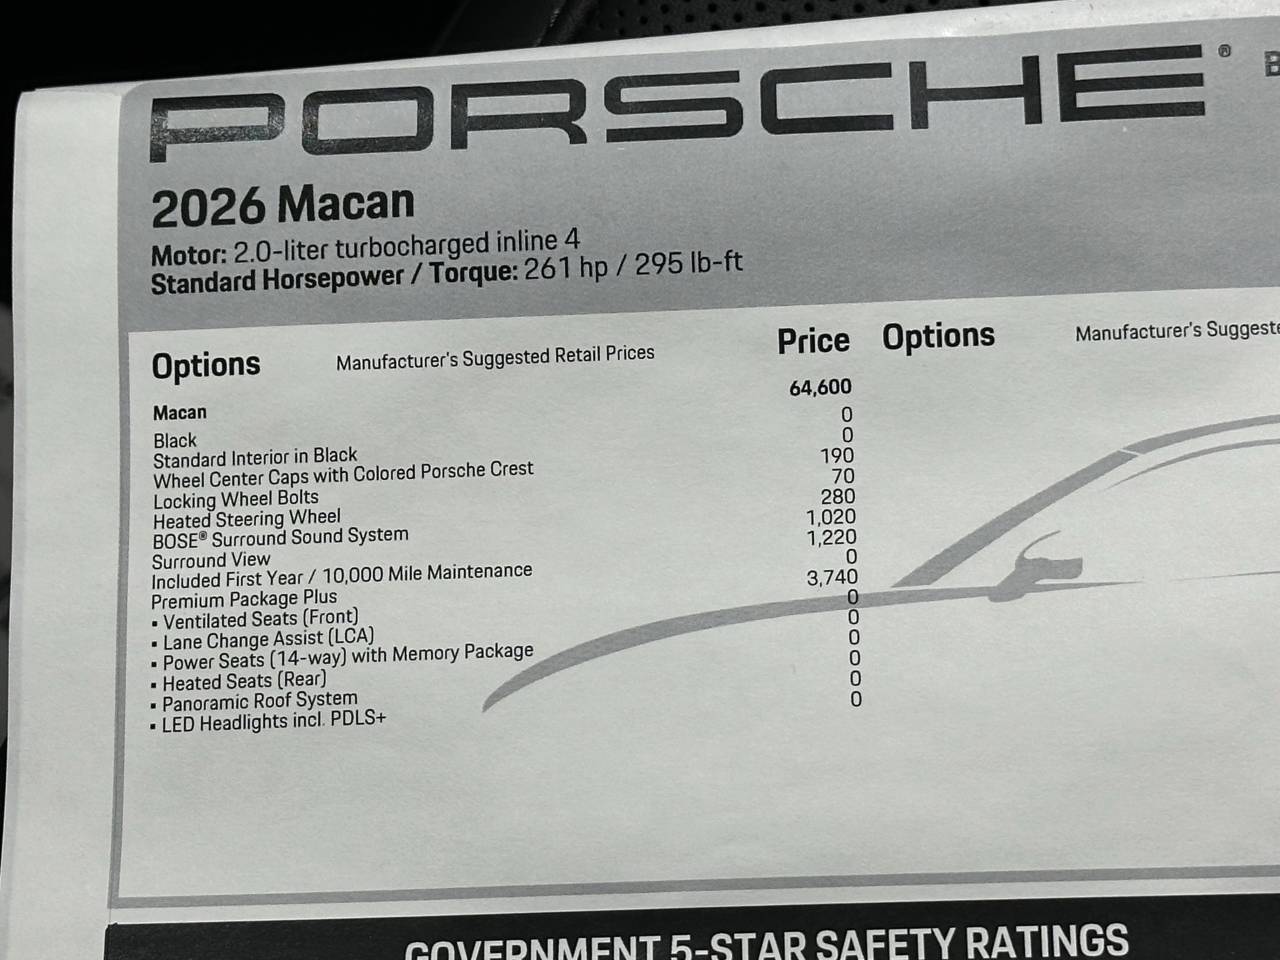 PORSCHE®
2026 Macan
Motor: 2.0-liter turbocharged inline 4
Standard Horsepower / Torque: 261 hp / 295 lb-ft
Options Manufacturer's Suggested Retail Prices Price Options
Macan 64,600
Black 0
Standard Interior in Black 0
Wheel Center Caps with Colored Porsche Crest 190
Locking Wheel Bolts 70
Heated Steering Wheel 280
BOSE® Surround Sound System 1,020
Surround View 1,220
Included First Year / 10,000 Mile Maintenance 0
Premium Package Plus 3,740
▪ Ventilated Seats (Front) 0
▪ Lane Change Assist (LCA) 0
▪ Power Seats (14-way) with Memory Package 0
▪ Heated Seats (Rear) 0
▪ Panoramic Roof System 0
▪ LED Headlights incl. PDLS+ 0
Manufacturer's
GOVERNMENT 5-STAR SAFETY RATINGS